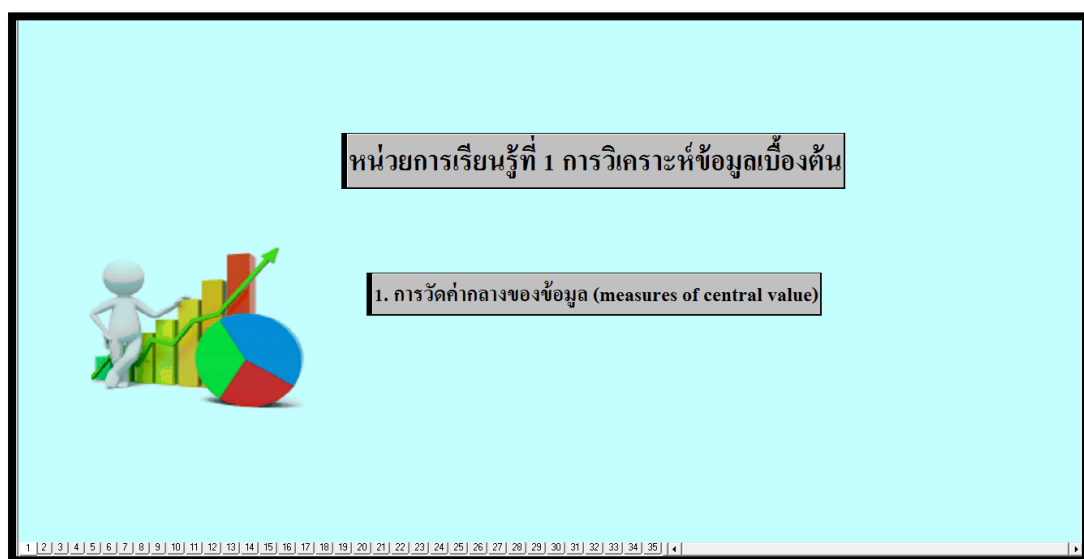 หน่วยการเรียนรู้ที่ 1 การวิเคราะห์ข้อมูลเบื้องต้น
1. การวัดค่ากลางของข้อมูล (measures of central value)
1 2 3 4 5 6 7 8 9 10 11 12 13 14 15 16 17 18 19 20 21 22 23 24 25 26 27 28 29 30 31 32 33 34 35